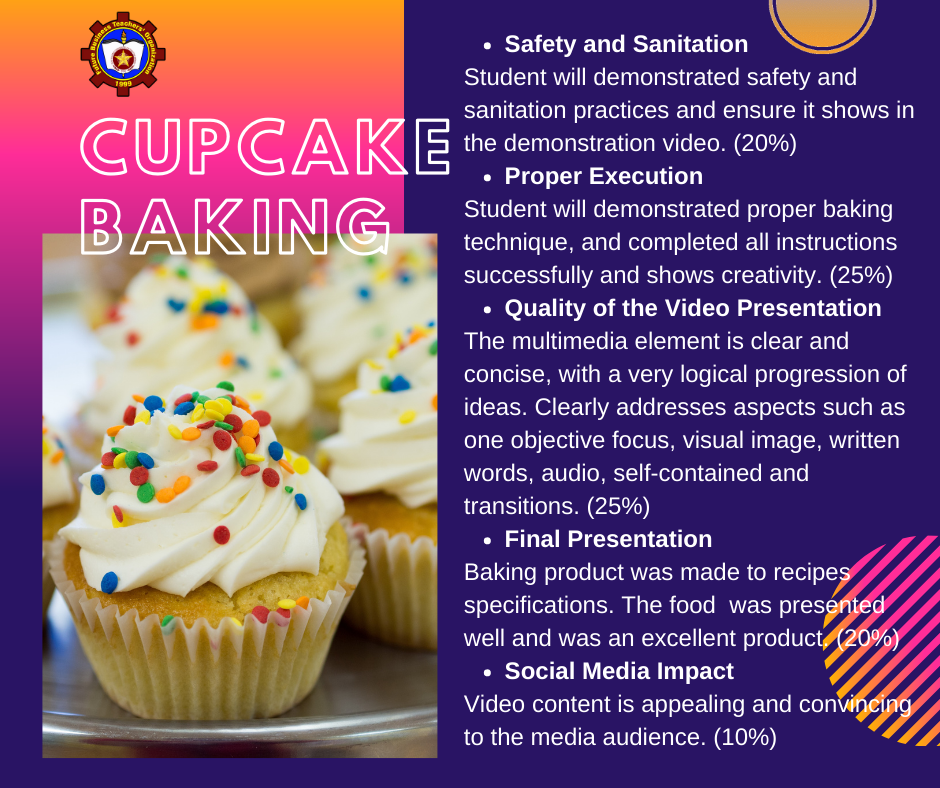 Future Business Teachers' Organization
1999
CUPCAKE
BAKING
• Safety and Sanitation
Student will demonstrated safety and
sanitation practices and ensure it shows in
the demonstration video. (20%)
• Proper Execution
Student will demonstrated proper baking
technique, and completed all instructions
successfully and shows creativity. (25%)
• Quality of the Video Presentation
The multimedia element is clear and
concise, with a very logical progression of
ideas. Clearly addresses aspects such as
one objective focus, visual image, written
words, audio, self-contained and
transitions. (25%)
• Final Presentation
Baking product was made to recipes
specifications. The food  was presented
well and was an excellent product. (20%)
• Social Media Impact
Video content is appealing and convincing
to the media audience. (10%)